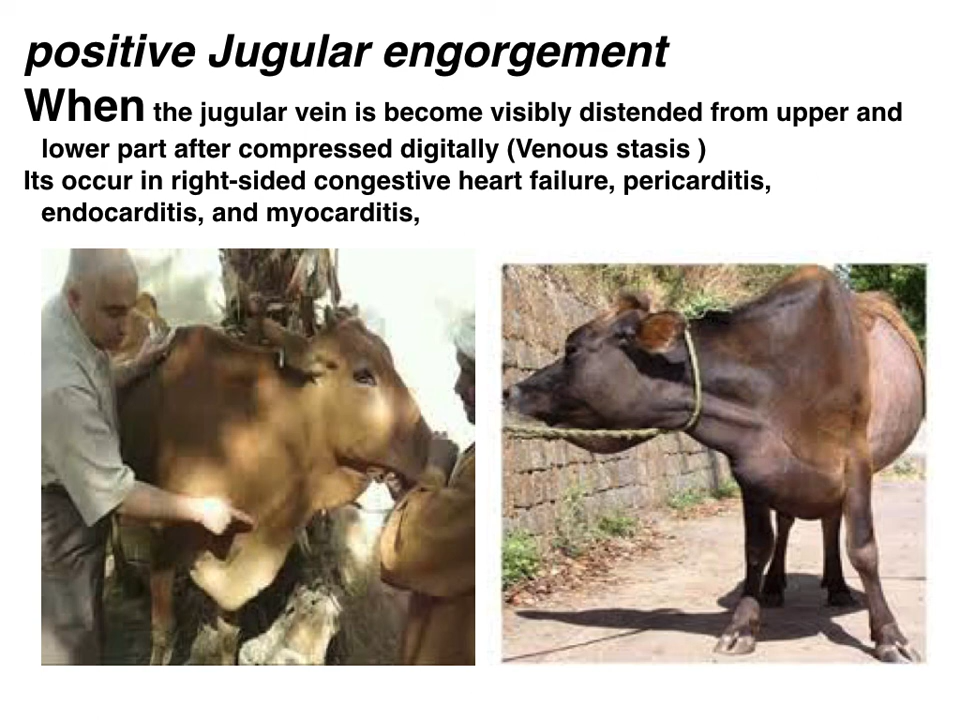 positive Jugular engorgement
When the jugular vein is become visibly distended from upper and
lower part after compressed digitally (Venous stasis )
Its occur in right-sided congestive heart failure, pericarditis,
endocarditis, and myocarditis,